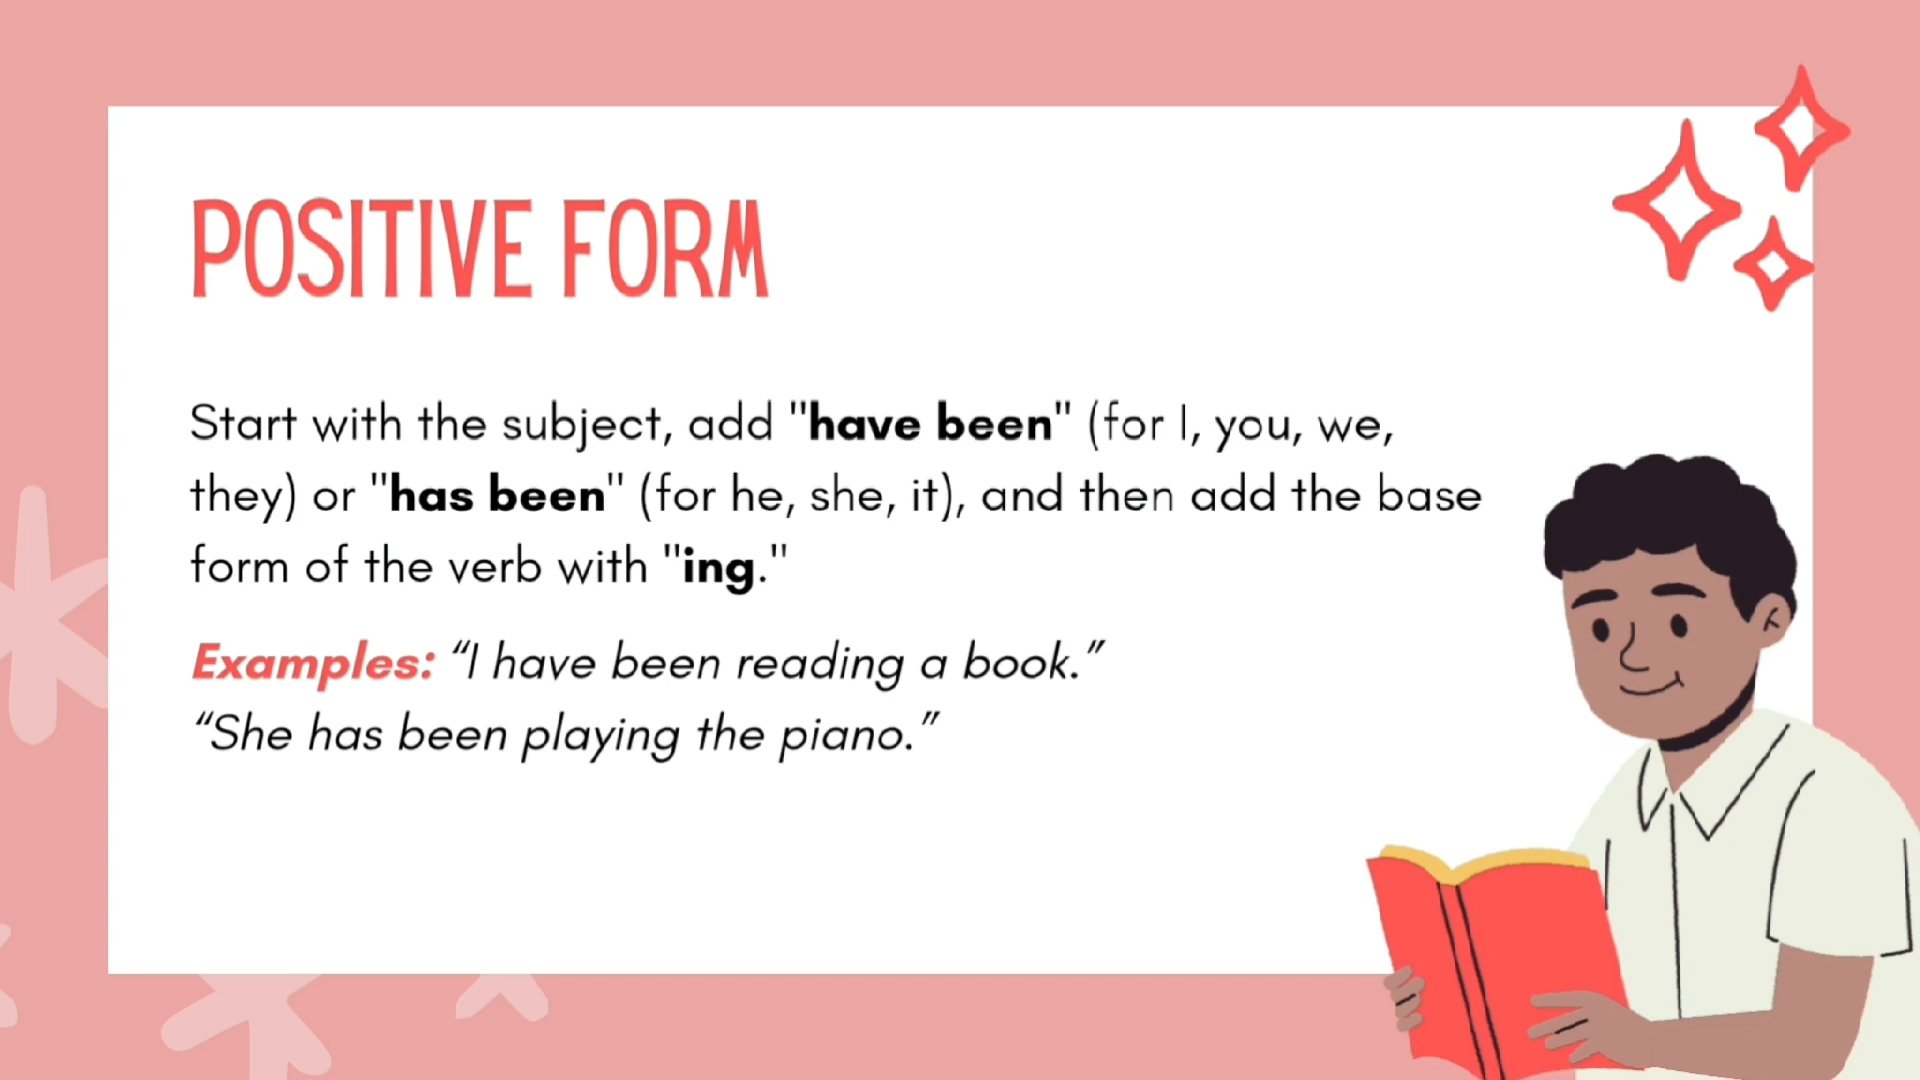 POSITIVE FORM
Start with the subject, add "have been" (for I, you, we,
they) or "has been" (for he, she, it), and then add the base
form of the verb with "ing."
Examples: “I have been reading a book.”
“She has been playing the piano.”